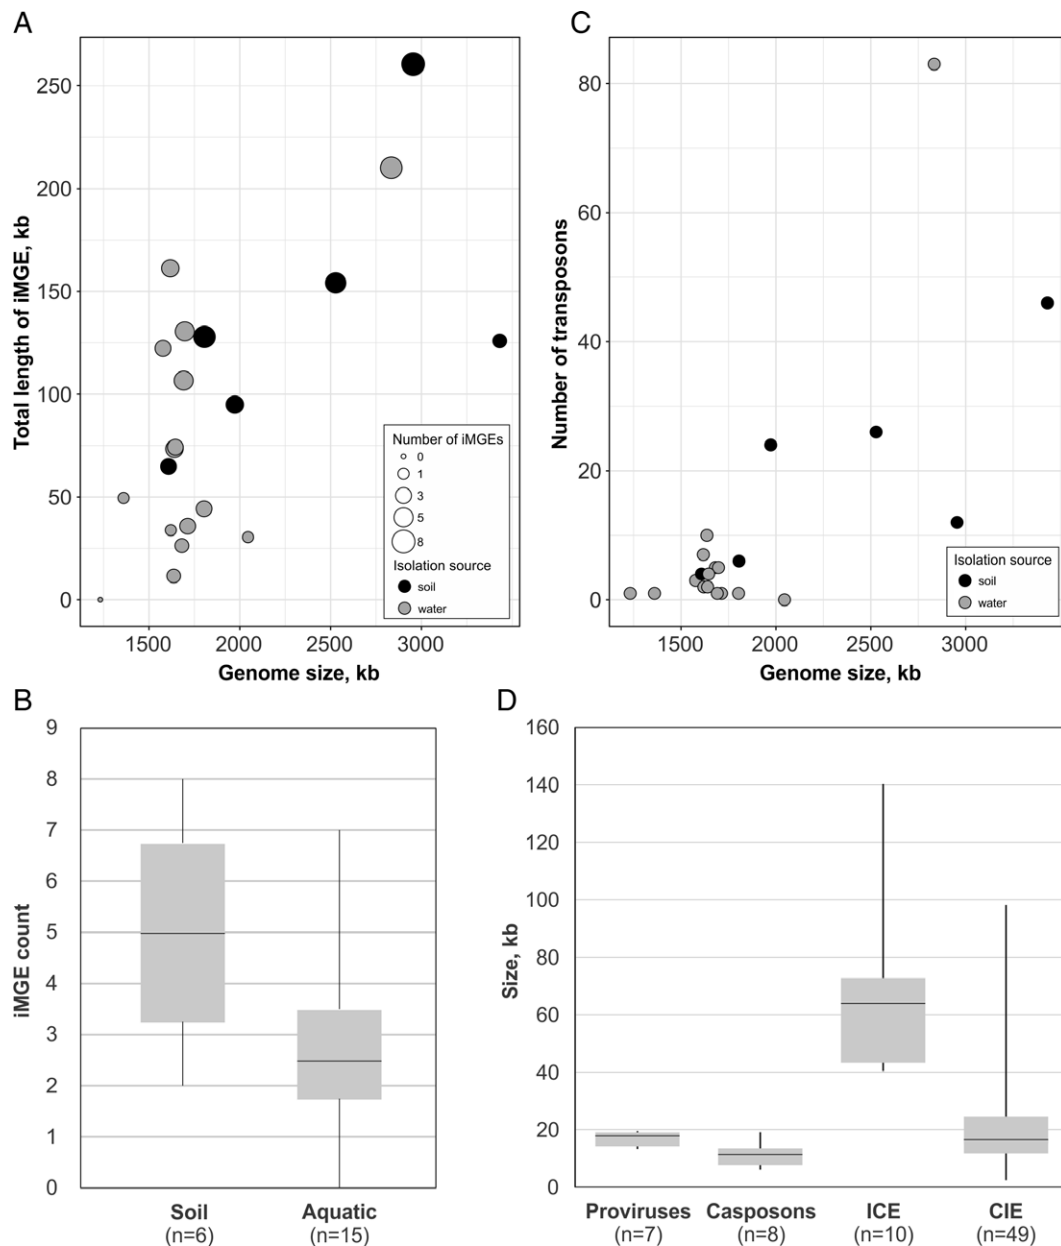 A
Total length of iMGE, kb
250
200
150
100
50
0
1500 2000 2500 3000
Genome size, kb
Number of iMGEs
0
1
3
5
8
Isolation source
soil
water
C
Number of transposons
80
60
40
20
0
1500 2000 2500 3000
Genome size, kb
Isolation source
soil
water
B
iMGE count
9
8
7
6
5
4
3
2
1
0
Soil Aquatic
(n=6) (n=15)
D
Size, kb
160
140
120
100
80
60
40
20
0
Proviruses Casposons ICE CIE
(n=7) (n=8) (n=10) (n=49)